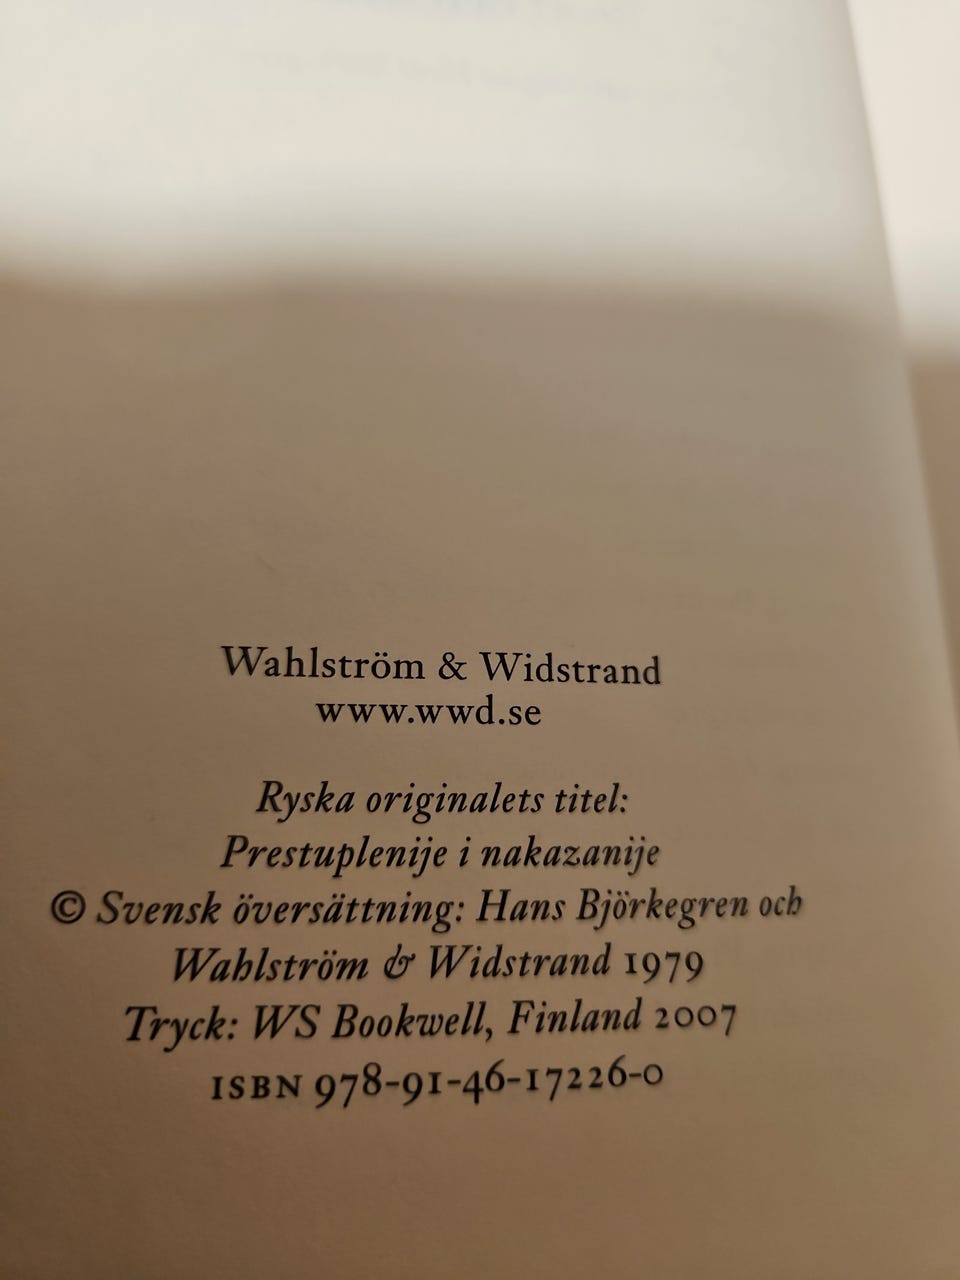 Wahlström & Widstrand
www.wwd.se
Ryska originalets titel:
Prestuplenije i nakazanije
© Svensk översättning: Hans Björkegren och
Wahlström & Widstrand 1979
Tryck: WS Bookwell, Finland 2007
ISBN 978-91-46-17226-0